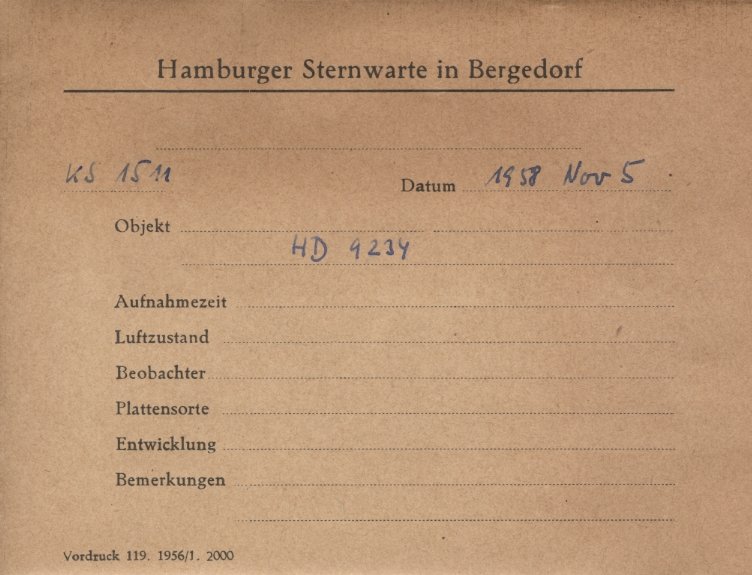 Hamburger Sternwarte in Bergedorf
KS 1511
Datum 1958 Nov 5
Objekt
HD 9234
Aufnahmezeit
Luftzustand
Beobachter
Plattensorte
Entwicklung
Bemerkungen
Vordruck 119. 1956/1. 2000